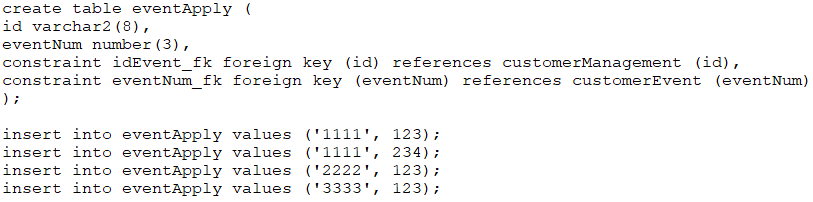 create table eventApply (
id varchar2(8),
eventNum number(3),
constraint idEvent_fk foreign key (id) references customerManagement (id),
constraint eventNum_fk foreign key (eventNum) references customerEvent (eventNum)
);
insert into eventApply values ('1111', 123);
insert into eventApply values ('1111', 234);
insert into eventApply values ('2222', 123);
insert into eventApply values ('3333', 123);